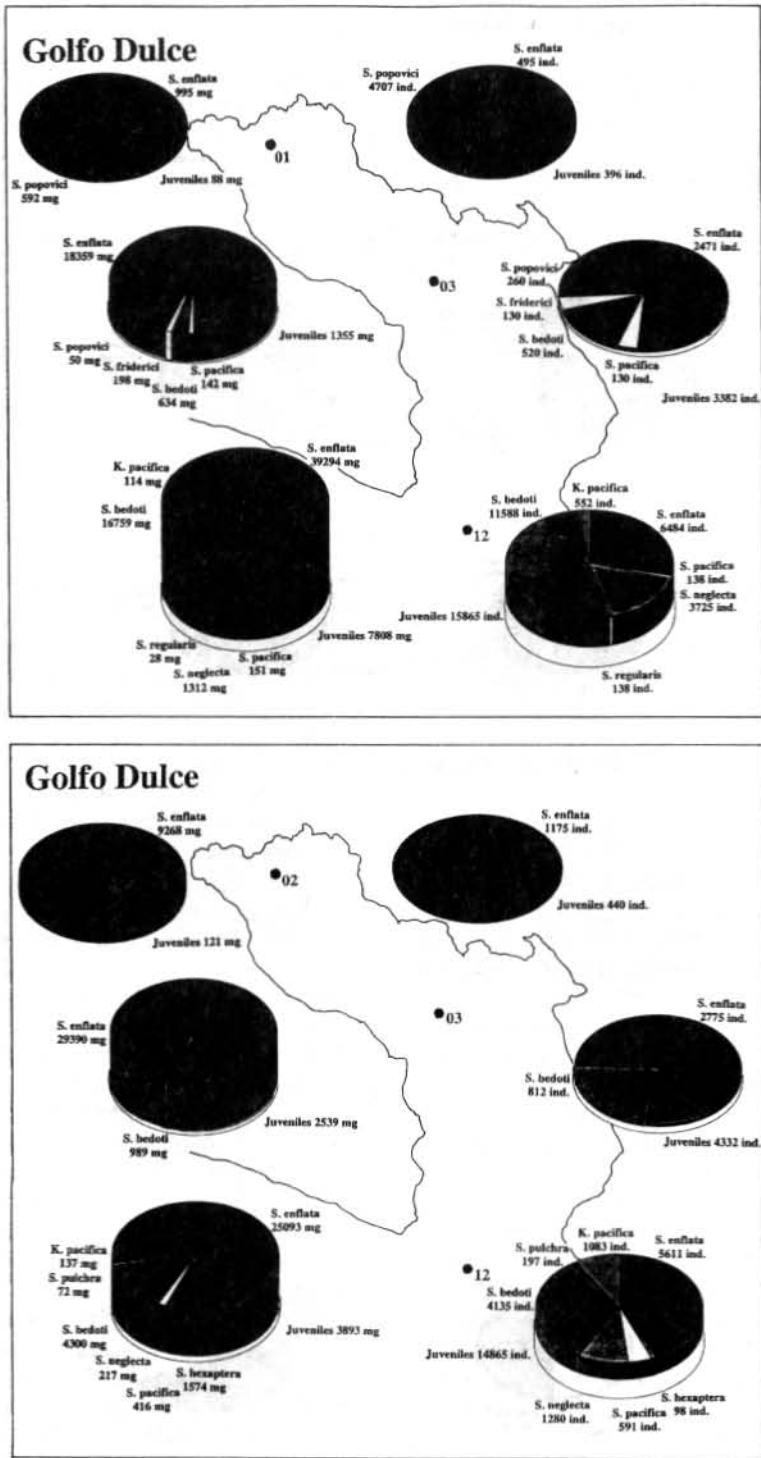 Golfo Dulce
S. enflata
995 mg
S. popovici
592 mg
Juveniles 88 mg
01
S. popovici
4707 ind.
S. enflata
495 ind.
Juveniles 396 ind.
S. enflata
18359 mg
S. popovici
50 mg
S. friderici
198 mg
S. bedoti
634 mg
S. pacifica
142 mg
Juveniles 1355 mg
03
S. enflata
2471 ind.
S. popovici
260 ind.
S. friderici
130 ind.
S. bedoti
520 ind.
S. pacifica
130 ind.
Juveniles 3382 ind.
S. enflata
39294 mg
K. pacifica
114 mg
S. bedoti
16759 mg
S. regularis
28 mg
S. neglecta
1312 mg
S. pacifica
151 mg
Juveniles 7808 mg
12
S. bedoti
11588 ind.
K. pacifica
552 ind.
S. enflata
6484 ind.
S. pacifica
138 ind.
S. neglecta
3725 ind.
Juveniles 15865 ind.
S. regularis
138 ind.
Golfo Dulce
S. enflata
9268 mg
Juveniles 121 mg
02
S. enflata
1175 ind.
Juveniles 440 ind.
S. enflata
29390 mg
S. bedoti
989 mg
Juveniles 2539 mg
03
S. enflata
2775 ind.
S. bedoti
812 ind.
Juveniles 4332 ind.
S. enflata
25093 mg
K. pacifica
137 mg
S. pulchra
72 mg
S. bedoti
4300 mg
S. neglecta
217 mg
S. pacifica
416 mg
S. hexaptera
1574 mg
Juveniles 3893 mg
12
S. pulchra
197 ind.
K. pacifica
1083 ind.
S. enflata
5611 ind.
S. bedoti
4135 ind.
Juveniles 14865 ind.
S. neglecta
1280 ind.
S. pacifica
591 ind.
S. hexaptera
98 ind.